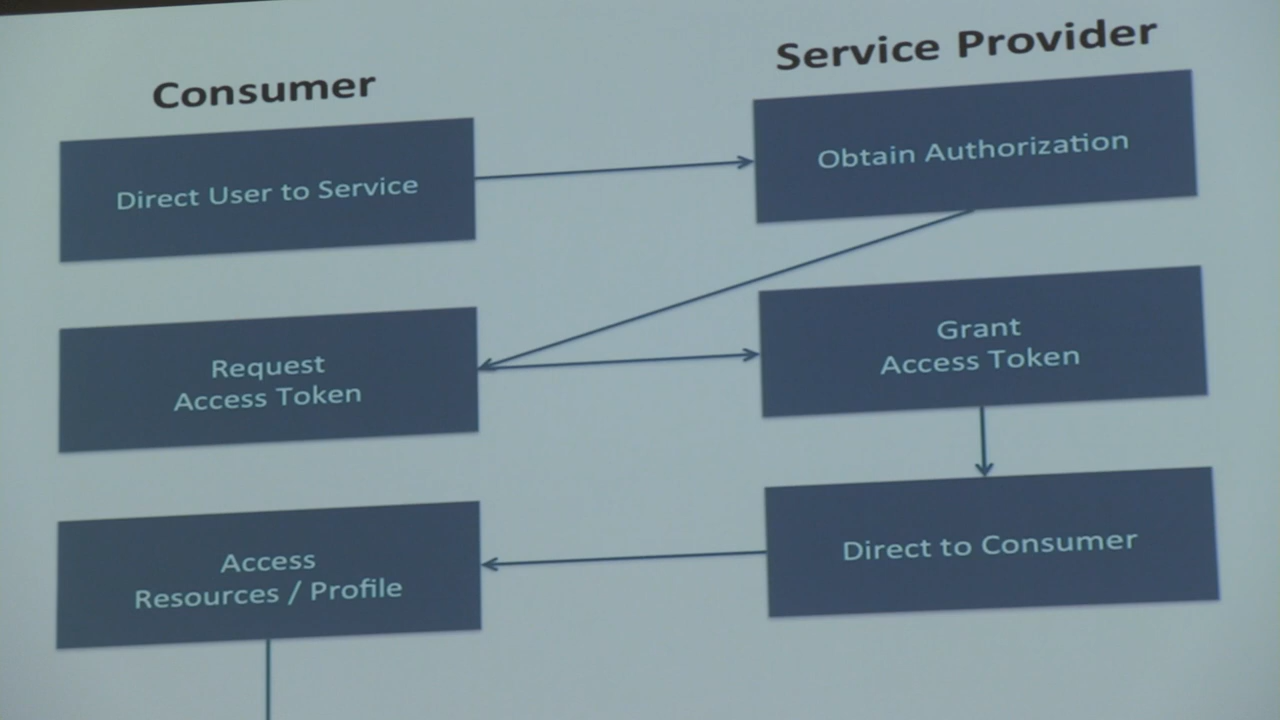 Consumer
Service Provider
Direct User to Service
Obtain Authorization
Request
Access Token
Grant
Access Token
Access
Resources / Profile
Direct to Consumer